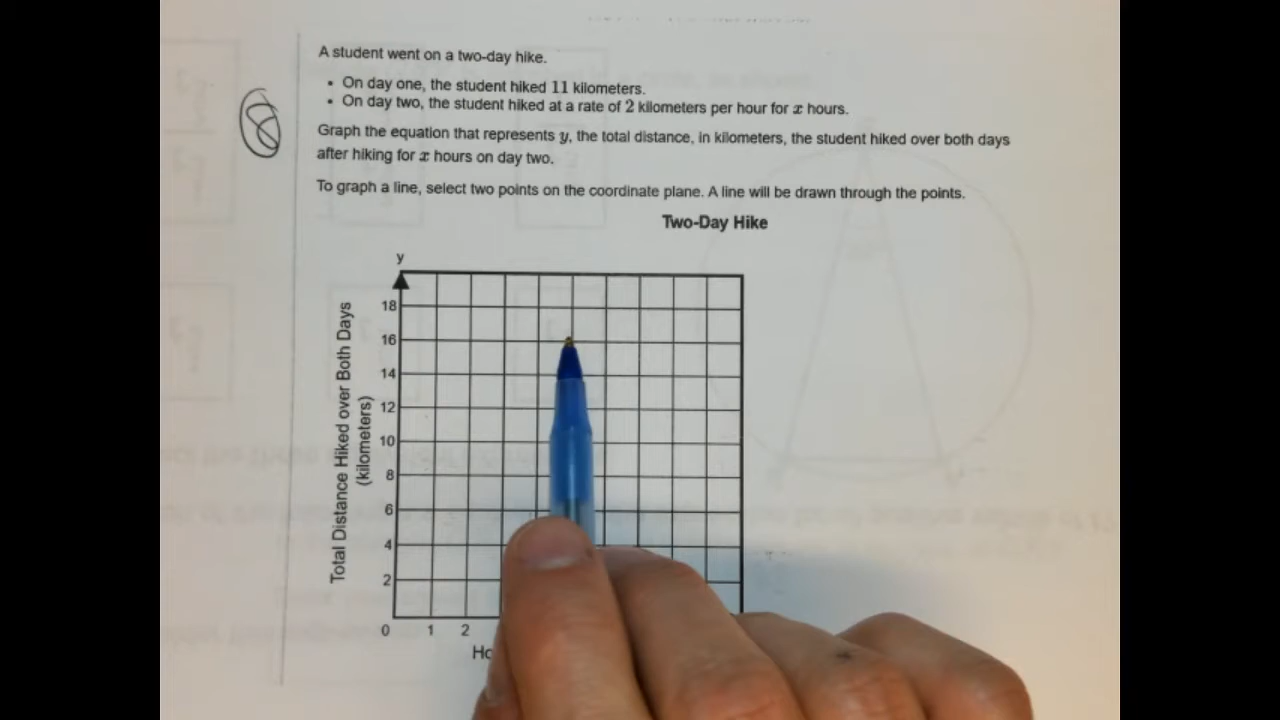 A student went on a two-day hike.
• On day one, the student hiked 11 kilometers.
• On day two, the student hiked at a rate of 2 kilometers per hour for x hours.
8
Graph the equation that represents y, the total distance, in kilometers, the student hiked over both days
after hiking for x hours on day two.
To graph a line, select two points on the coordinate plane. A line will be drawn through the points.
Two-Day Hike
y
Total Distance Hiked over Both Days
(kilometers)
18
16
14
12
10
8
6
4
2
0 1 2